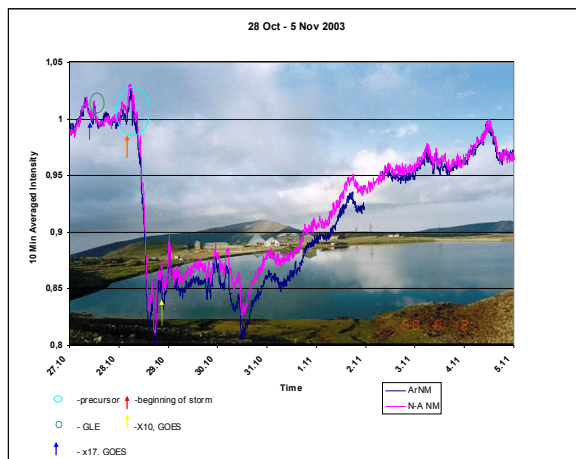 28 Oct - 5 Nov 2003
10 Min Averaged Intensity
1,05
1
0,95
0,9
0,85
0,8
27.10
28.10
29.10
30.10
31.10
1.11
2.11
3.11
4.11
5.11
Time
-precursor
-beginning of storm
- GLE
-X10, GOES
- x17. GOES
ArNM
N-A NM